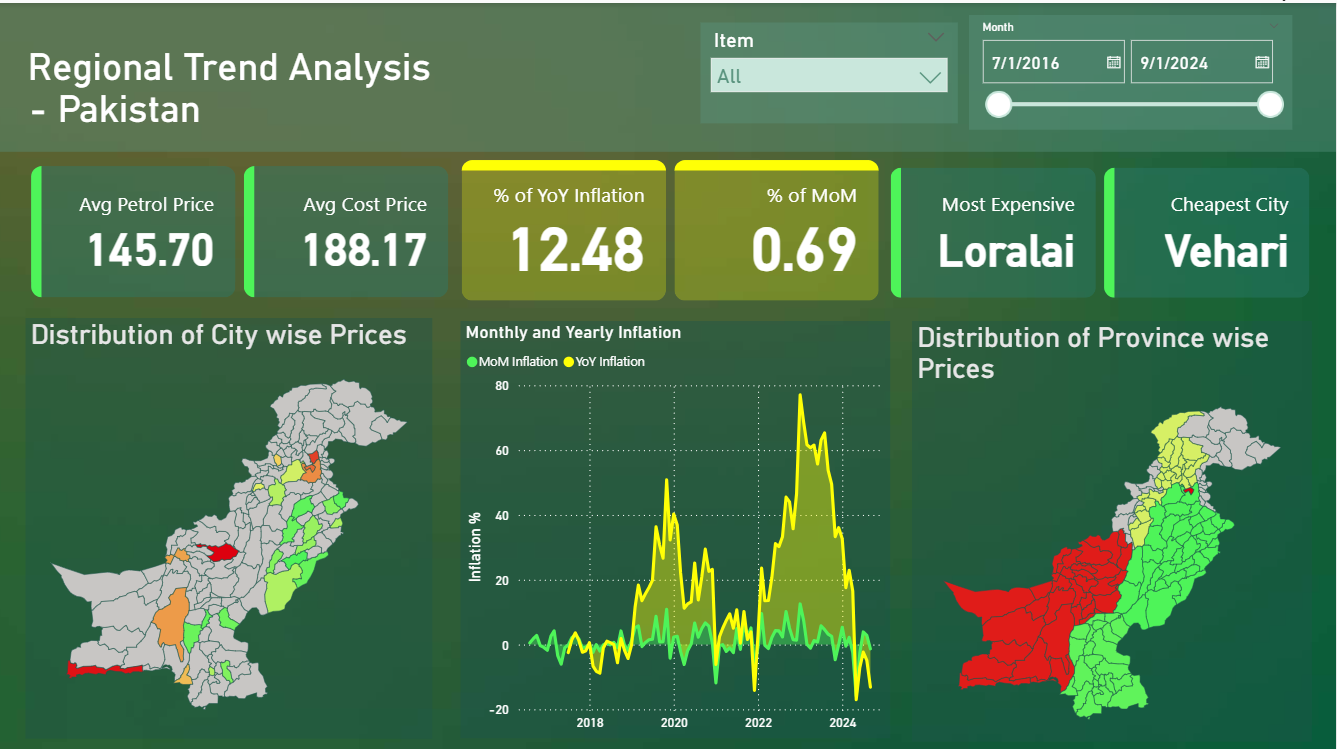 Regional Trend Analysis
- Pakistan
Item
All
Month
7/1/2016
9/1/2024
Avg Petrol Price
145.70
Avg Cost Price
188.17
% of YoY Inflation
12.48
% of MoM
0.69
Most Expensive
Loralai
Cheapest City
Vehari
Distribution of City wise Prices
Monthly and Yearly Inflation
MoM Inflation YoY Inflation
Inflation %
80
60
40
20
0
-20
2018 2020 2022 2024
Distribution of Province wise
Prices